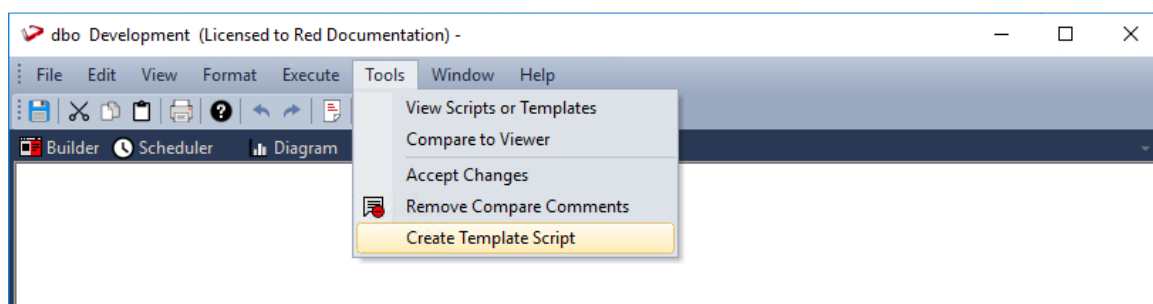 dbo Development (Licensed to Red Documentation) -
File Edit View Format Execute Tools Window Help
Builder Scheduler Diagram
View Scripts or Templates
Compare to Viewer
Accept Changes
Remove Compare Comments
Create Template Script